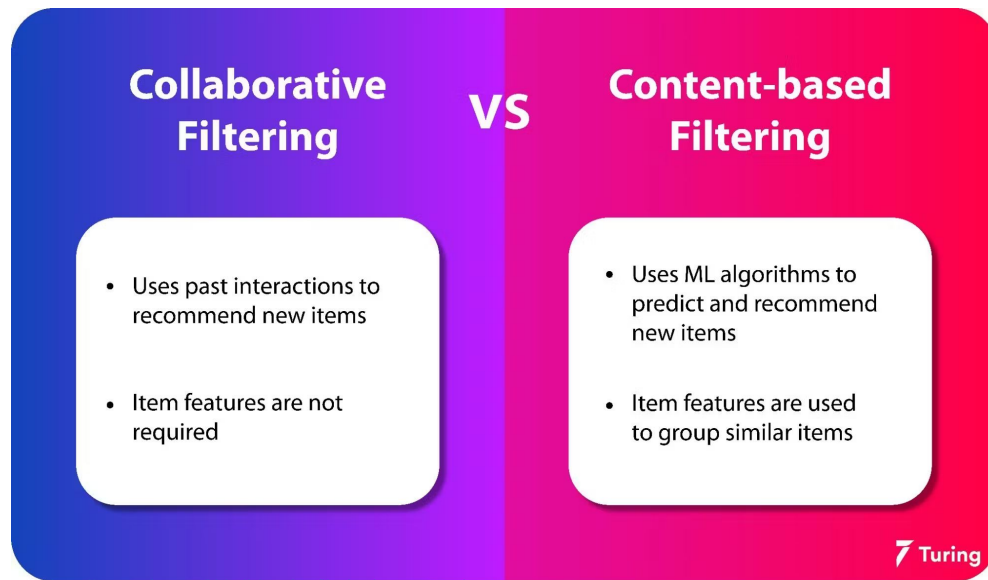 Collaborative
Filtering
VS
Content-based
Filtering
• Uses past interactions to
recommend new items
• Item features are not
required
• Uses ML algorithms to
predict and recommend
new items
• Item features are used
to group similar items
Turing